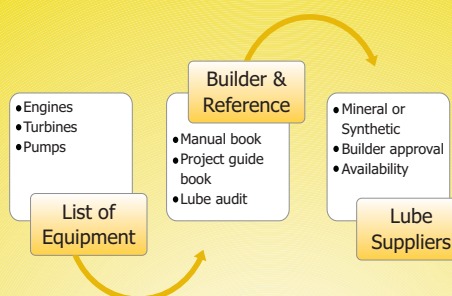 • Engines
• Turbines
• Pumps
List of
Equipment
Builder &
Reference
• Manual book
• Project guide
book
• Lube audit
• Mineral or
Synthetic
• Builder approval
• Availability
Lube
Suppliers